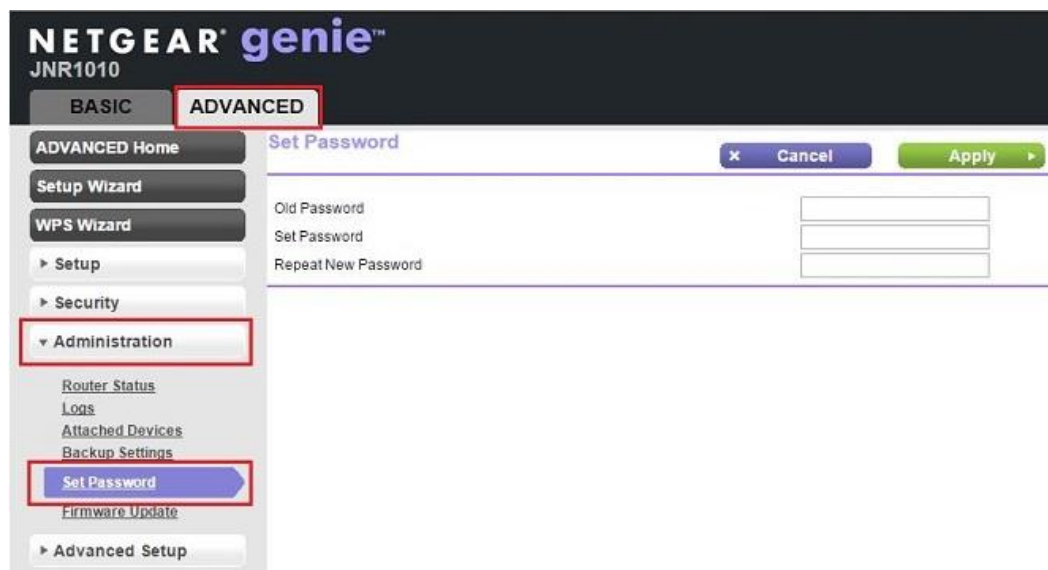 NETGEAR® genie™
JNR1010
BASIC ADVANCED
ADVANCED Home
Setup Wizard
WPS Wizard
Setup
Security
Administration
Router Status
Logs
Attached Devices
Backup Settings
Set Password
Firmware Update
Advanced Setup
Set Password
× Cancel Apply
Old Password
Set Password
Repeat New Password